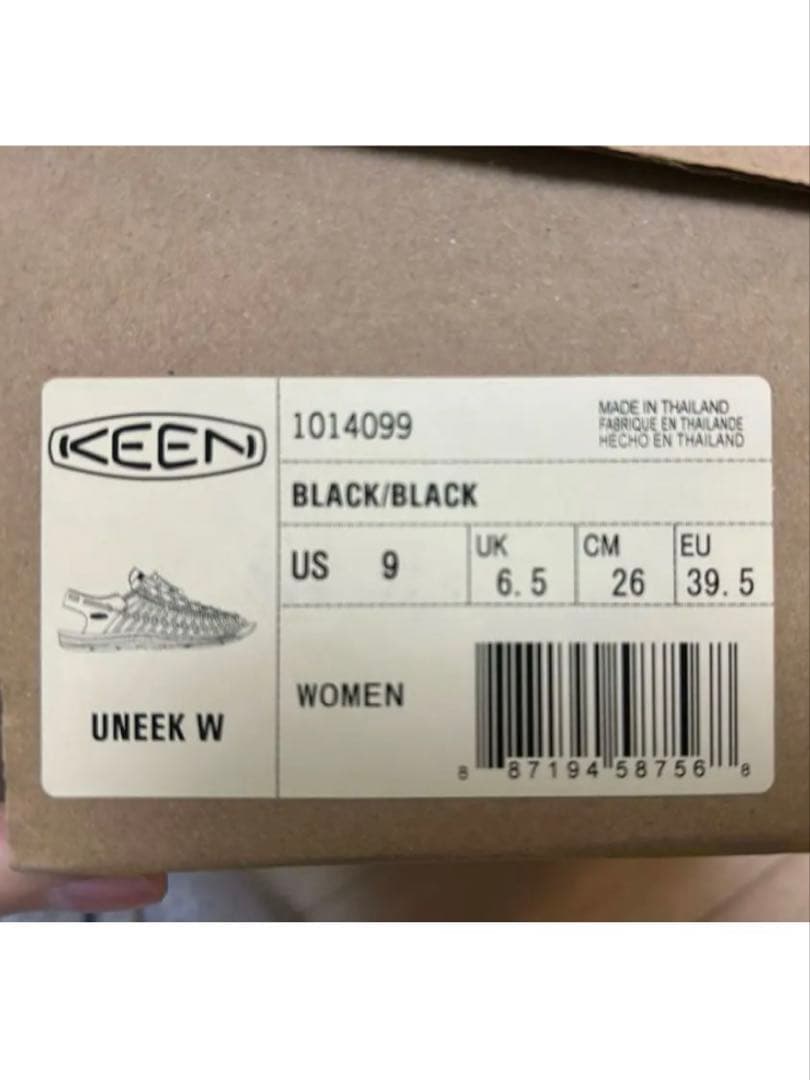 KEEN
1014099
MADE IN THAILAND
FABRIQUE EN THAILANDE
HECHO EN THAILAND
BLACK/BLACK
US 9
UK 6.5
CM 26
EU 39.5
UNEEK W
WOMEN
8 87194 58756 8